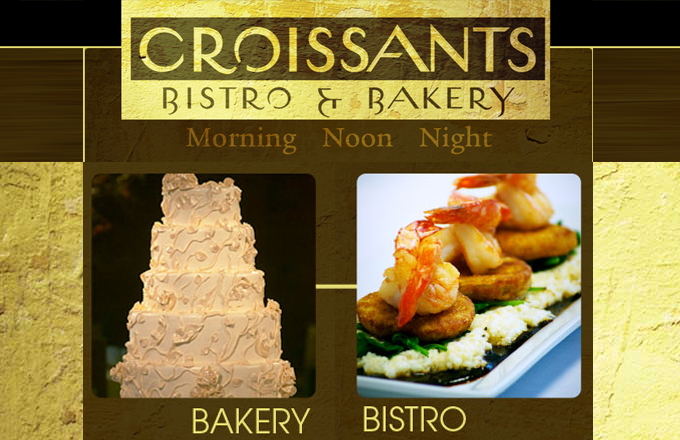 CROISSANTS
BISTRO & BAKERY
Morning Noon Night
BAKERY BISTRO